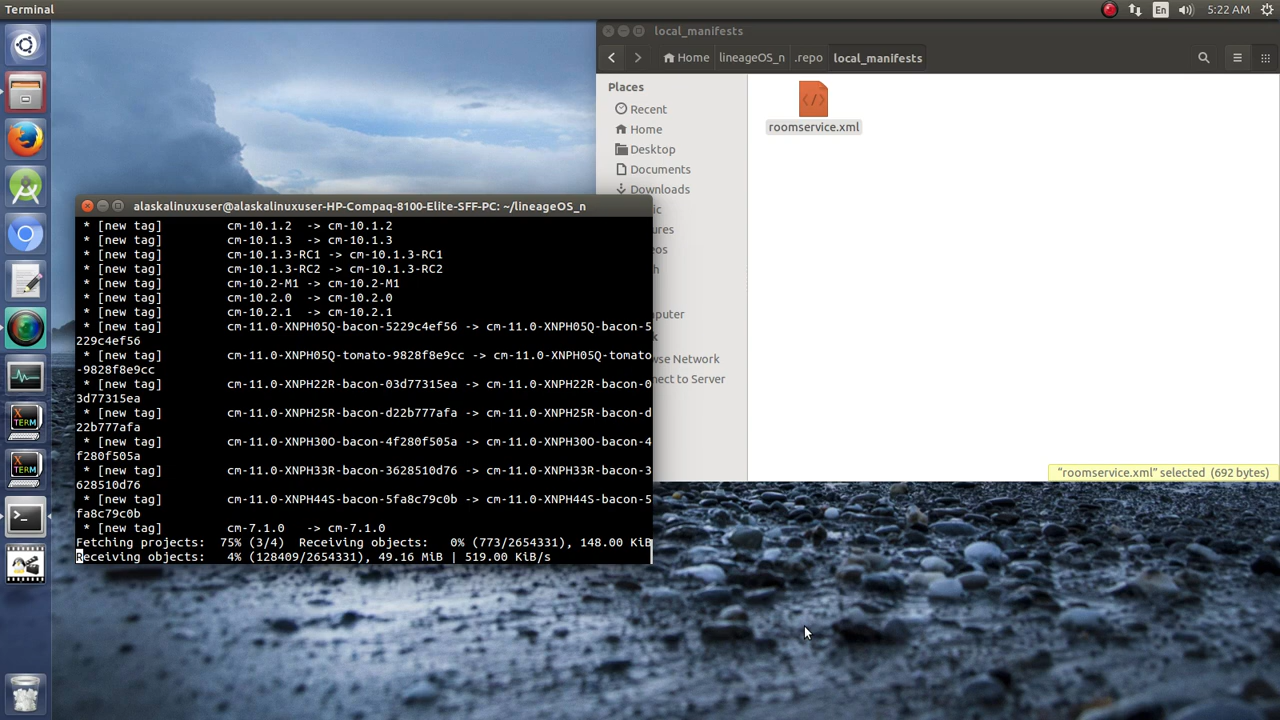 Terminal
En
5:22 AM
local_manifests
Home
lineageOS_n
.repo
local_manifests
Places
Recent
Home
Desktop
Documents
Downloads
ic
ures
eos
h
puter
k
wse Network
nect to Server
roomservice.xml
"roomservice.xml" selected (692 bytes)
alaskalinuxuser@alaskalinuxuser-HP-Compaq-8100-Elite-SFF-PC: ~/lineageOS_n
* [new tag] cm-10.1.2 -> cm-10.1.2
* [new tag] cm-10.1.3 -> cm-10.1.3
* [new tag] cm-10.1.3-RC1 -> cm-10.1.3-RC1
* [new tag] cm-10.1.3-RC2 -> cm-10.1.3-RC2
* [new tag] cm-10.2-M1 -> cm-10.2-M1
* [new tag] cm-10.2.0 -> cm-10.2.0
* [new tag] cm-10.2.1 -> cm-10.2.1
* [new tag] cm-11.0-XNPH05Q-bacon-5229c4ef56 -> cm-11.0-XNPH05Q-bacon-5
229c4ef56
* [new tag] cm-11.0-XNPH05Q-tomato-9828f8e9cc -> cm-11.0-XNPH05Q-tomato
-9828f8e9cc
* [new tag] cm-11.0-XNPH22R-bacon-03d77315ea -> cm-11.0-XNPH22R-bacon-0
3d77315ea
* [new tag] cm-11.0-XNPH25R-bacon-d22b777afa -> cm-11.0-XNPH25R-bacon-d
22b777afa
* [new tag] cm-11.0-XNPH30O-bacon-4f280f505a -> cm-11.0-XNPH30O-bacon-4
f280f505a
* [new tag] cm-11.0-XNPH33R-bacon-3628510d76 -> cm-11.0-XNPH33R-bacon-3
628510d76
* [new tag] cm-11.0-XNPH44S-bacon-5fa8c79c0b -> cm-11.0-XNPH44S-bacon-5
fa8c79c0b
* [new tag] cm-7.1.0 -> cm-7.1.0
Fetching projects: 75% (3/4) Receiving objects: 0% (773/2654331), 148.00 KiB
Receiving objects: 4% (128409/2654331), 49.16 MiB | 519.00 KiB/s
X
TERM
X
TERM